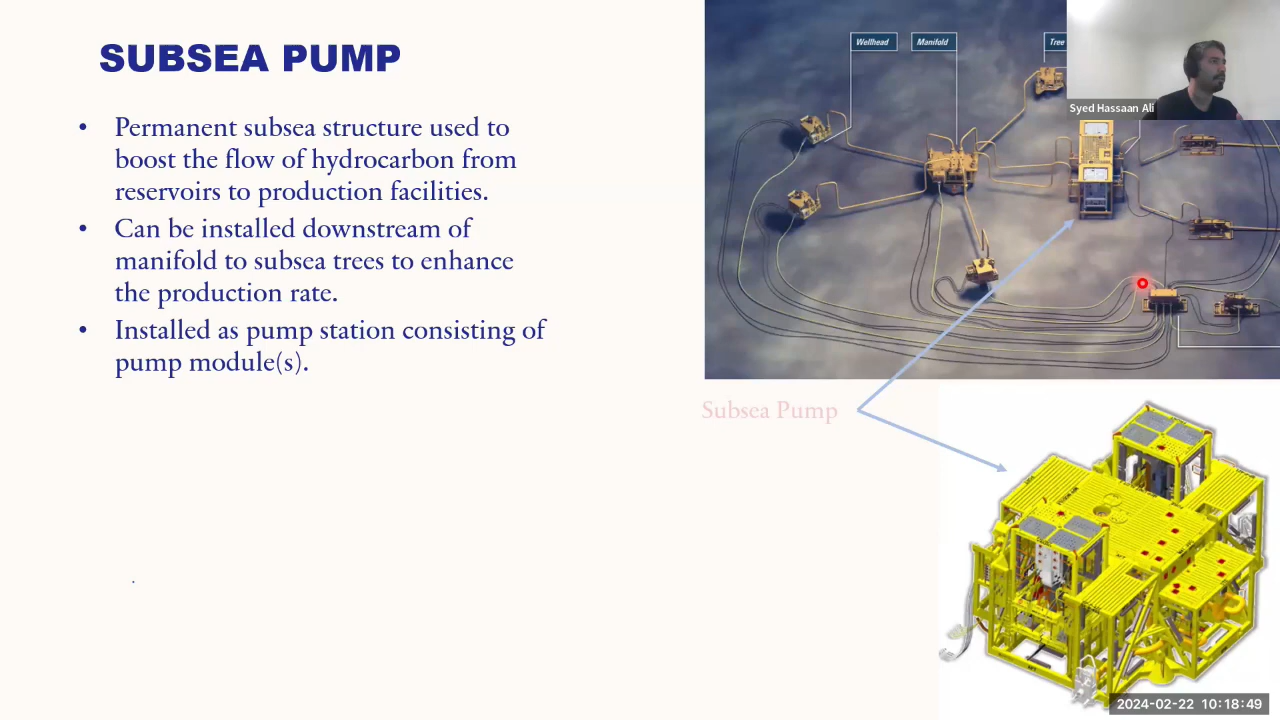 SUBSEA PUMP
• Permanent subsea structure used to
boost the flow of hydrocarbon from
reservoirs to production facilities.
• Can be installed downstream of
manifold to subsea trees to enhance
the production rate.
• Installed as pump station consisting of
pump module(s).
Wellhead
Manifold
Tree
Syed Hassaan Ali
Subsea Pump
2024-02-22 10:18:49